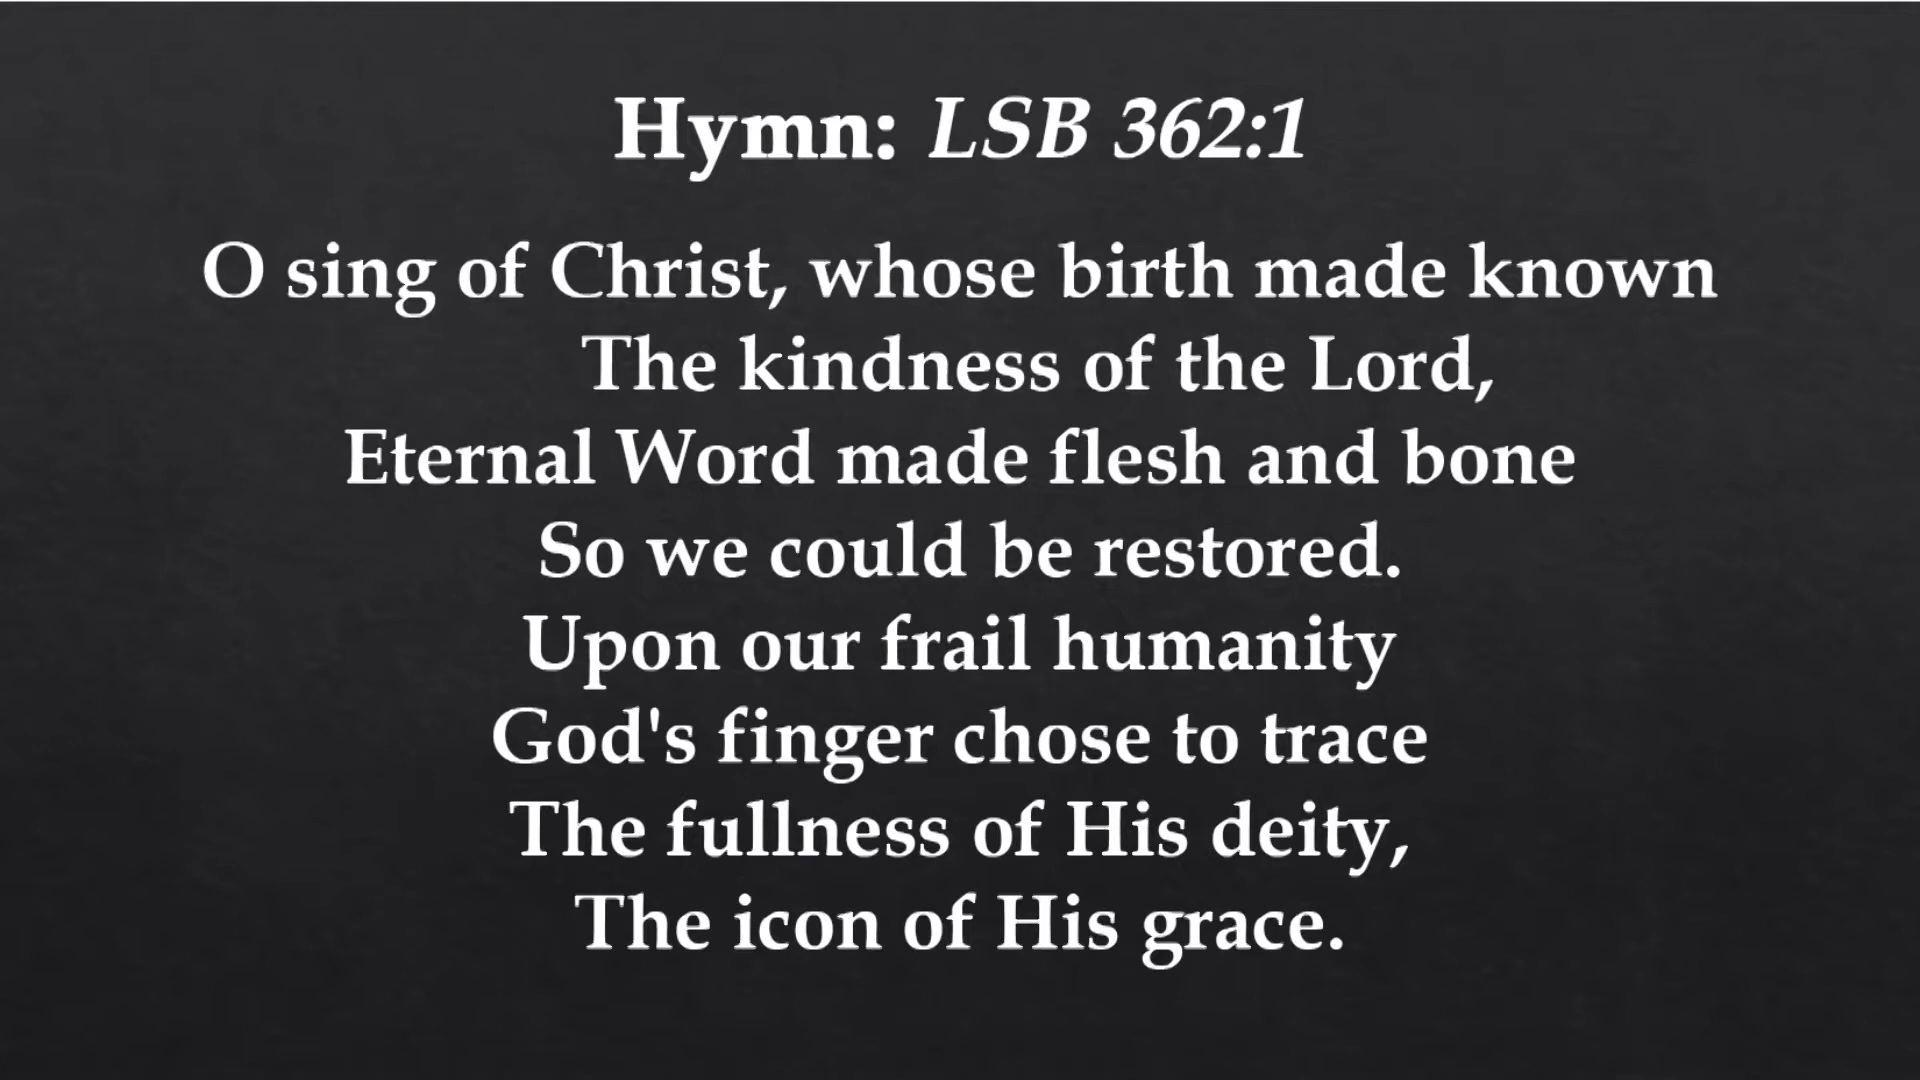 Hymn: LSB 362:1
O sing of Christ, whose birth made known
The kindness of the Lord,
Eternal Word made flesh and bone
So we could be restored.
Upon our frail humanity
God's finger chose to trace
The fullness of His deity,
The icon of His grace.